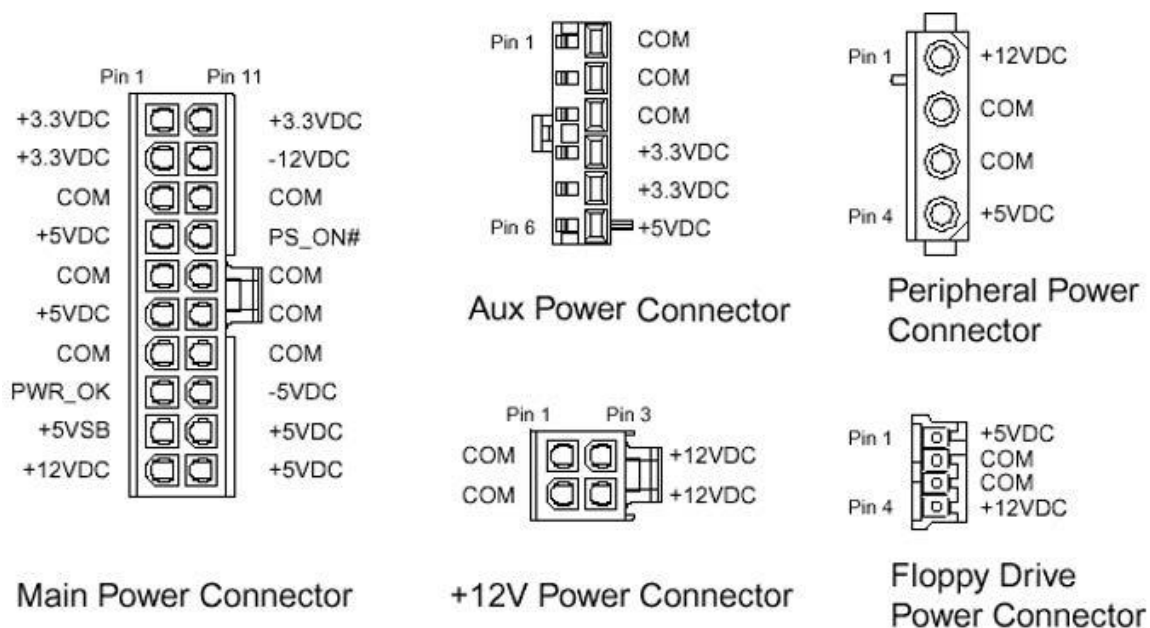 Pin 1 Pin 11
+3.3VDC +3.3VDC
+3.3VDC -12VDC
COM COM
+5VDC PS_ON#
COM COM
+5VDC COM
COM COM
PWR_OK -5VDC
+5VSB +5VDC
+12VDC +5VDC
Main Power Connector
Pin 1 COM
COM
COM
+3.3VDC
+3.3VDC
Pin 6 +5VDC
Aux Power Connector
Pin 1 +12VDC
COM
COM
Pin 4 +5VDC
Peripheral Power
Connector
Pin 1 Pin 3
COM +12VDC
COM +12VDC
+12V Power Connector
Pin 1 +5VDC
COM
COM
Pin 4 +12VDC
Floppy Drive
Power Connector